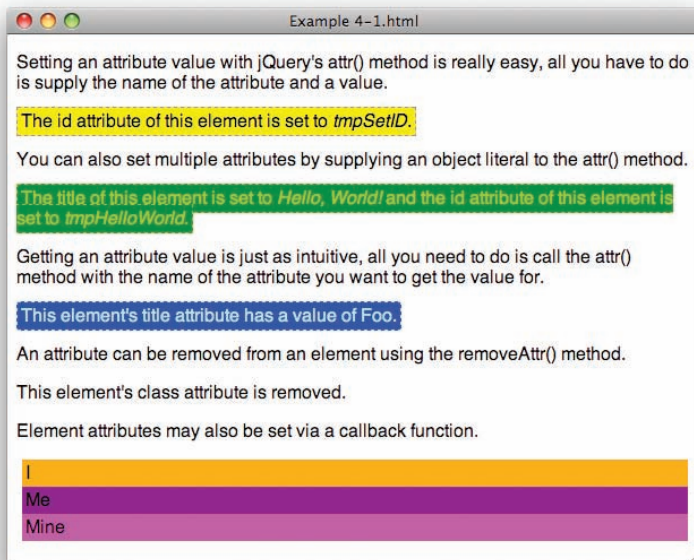 Example 4-1.html
Setting an attribute value with jQuery's attr() method is really easy, all you have to do
is supply the name of the attribute and a value.
The id attribute of this element is set to tmpSetID.
You can also set multiple attributes by supplying an object literal to the attr() method.
The title of this element is set to Hello, World! and the id attribute of this element is
set to tmpHelloWorld.
Getting an attribute value is just as intuitive, all you need to do is call the attr()
method with the name of the attribute you want to get the value for.
This element's title attribute has a value of Foo.
An attribute can be removed from an element using the removeAttr() method.
This element's class attribute is removed.
Element attributes may also be set via a callback function.
I
Me
Mine